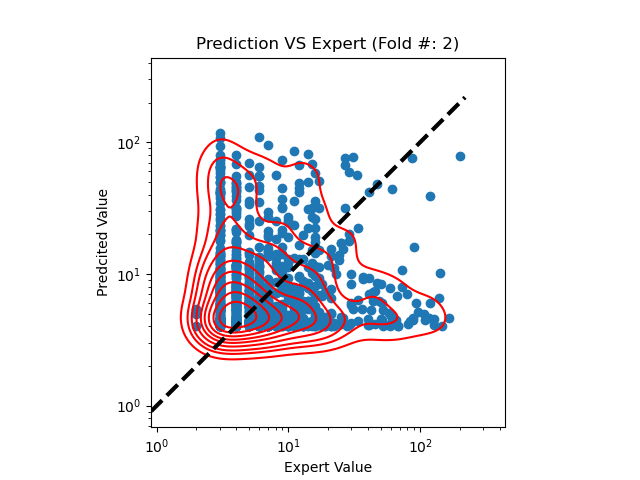 Prediction VS Expert (Fold #: 2)
Predcited Value
10²
10¹
10⁰
10⁰ 10¹ 10²
Expert Value